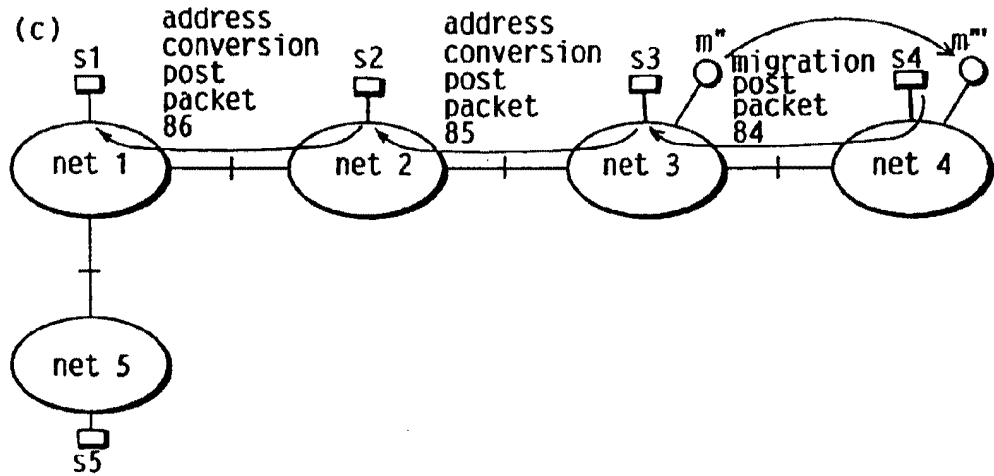 (c)
s1
address
conversion
post
packet
86
s2
address
conversion
post
packet
85
s3
m"
migration
post
packet
84
s4
m'''
net 1
net 2
net 3
net 4
net 5
s5